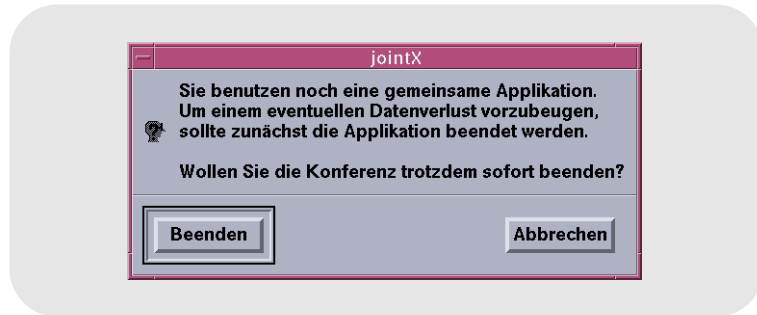 jointX
Sie benutzen noch eine gemeinsame Applikation.
Um einem eventuellen Datenverlust vorzubeugen,
sollte zunächst die Applikation beendet werden.
Wollen Sie die Konferenz trotzdem sofort beenden?
Beenden
Abbrechen